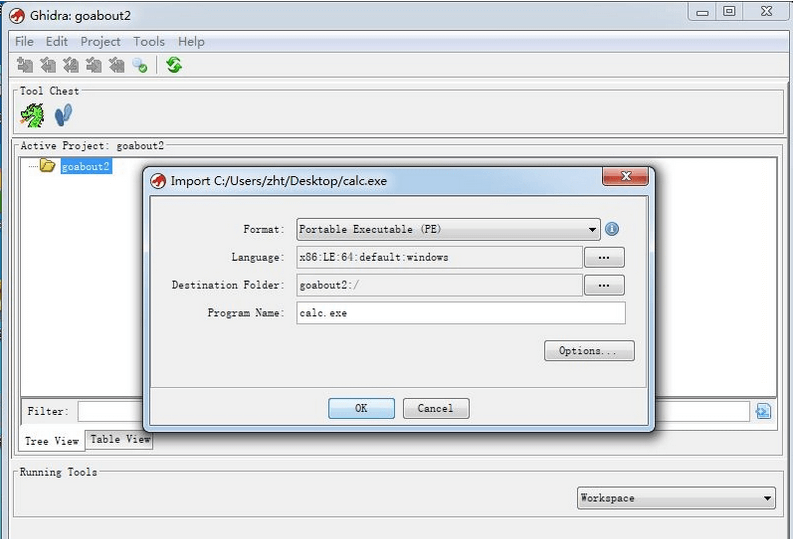 Ghidra: goabout2
File Edit Project Tools Help
Tool Chest
Active Project: goabout2
goabout2
Import C:/Users/zht/Desktop/calc.exe
Format: Portable Executable (PE)
Language: x86:LE:64:default:windows ...
Destination Folder: goabout2:/ ...
Program Name: calc.exe
Options...
OK Cancel
Filter:
Tree View Table View
Running Tools
Workspace